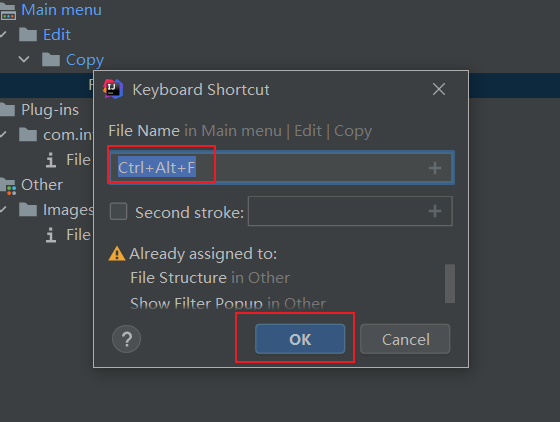 Main menu
Edit
Copy
F
Plug-ins
com.in
File
Other
Images
File
IJ
Keyboard Shortcut
File Name in Main menu | Edit | Copy
Ctrl+Alt+F
Second stroke:
Already assigned to:
File Structure in Other
Show Filter Popup in Other
?
OK
Cancel